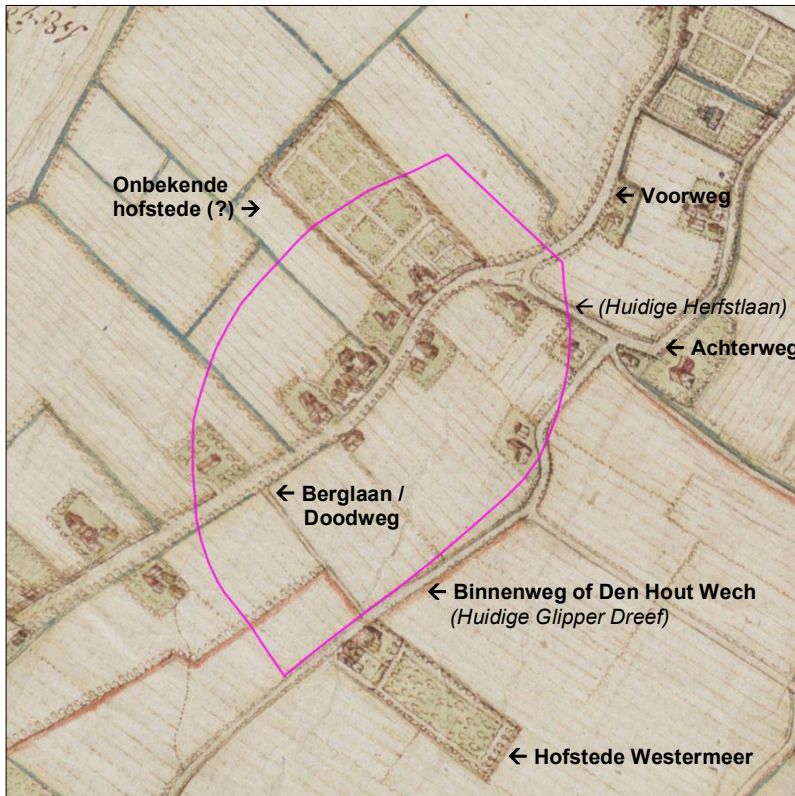 Onbekende
hofstede (?) →
← Voorweg
← (Huidige Herfstlaan)
← Achterweg
← Berglaan /
Doodweg
← Binnenweg of Den Hout Wech
(Huidige Glipper Dreef)
← Hofstede Westermeer